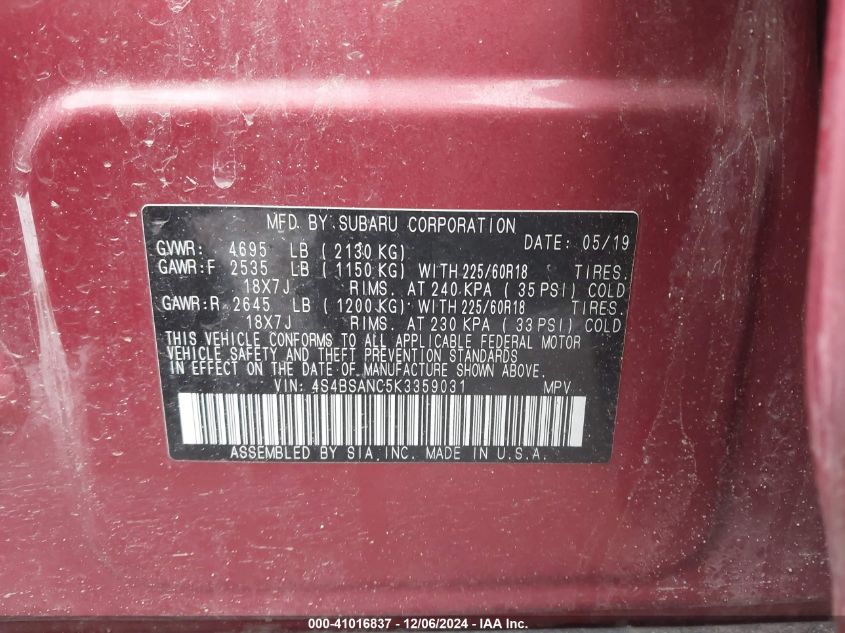 MFD. BY SUBARU CORPORATION
DATE: 05/19
GVWR: 4695 LB (2130 KG)
GAWR:F 2535 LB (1150 KG) WITH 225/60R18 TIRES.
18X7J RIMS. AT 240 KPA (35 PSI) COLD
GAWR:R 2645 LB (1200 KG) WITH 225/60R18 TIRES.
18X7J RIMS. AT 230 KPA (33 PSI) COLD
THIS VEHICLE CONFORMS TO ALL APPLICABLE FEDERAL MOTOR
VEHICLE SAFETY AND THEFT PREVENTION STANDARDS
IN EFFECT ON THE DATE OF MANUFACTURE SHOWN ABOVE.
VIN: 4S4BSANC5K3359031 MPV
ASSEMBLED BY SIA, INC. MADE IN U.S.A.
000-41016837 - 12/06/2024 - IAA Inc.